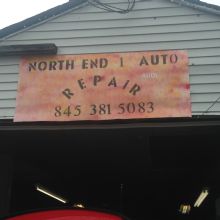 NORTH END 1 AUTO
REPAIR
845 381 5083